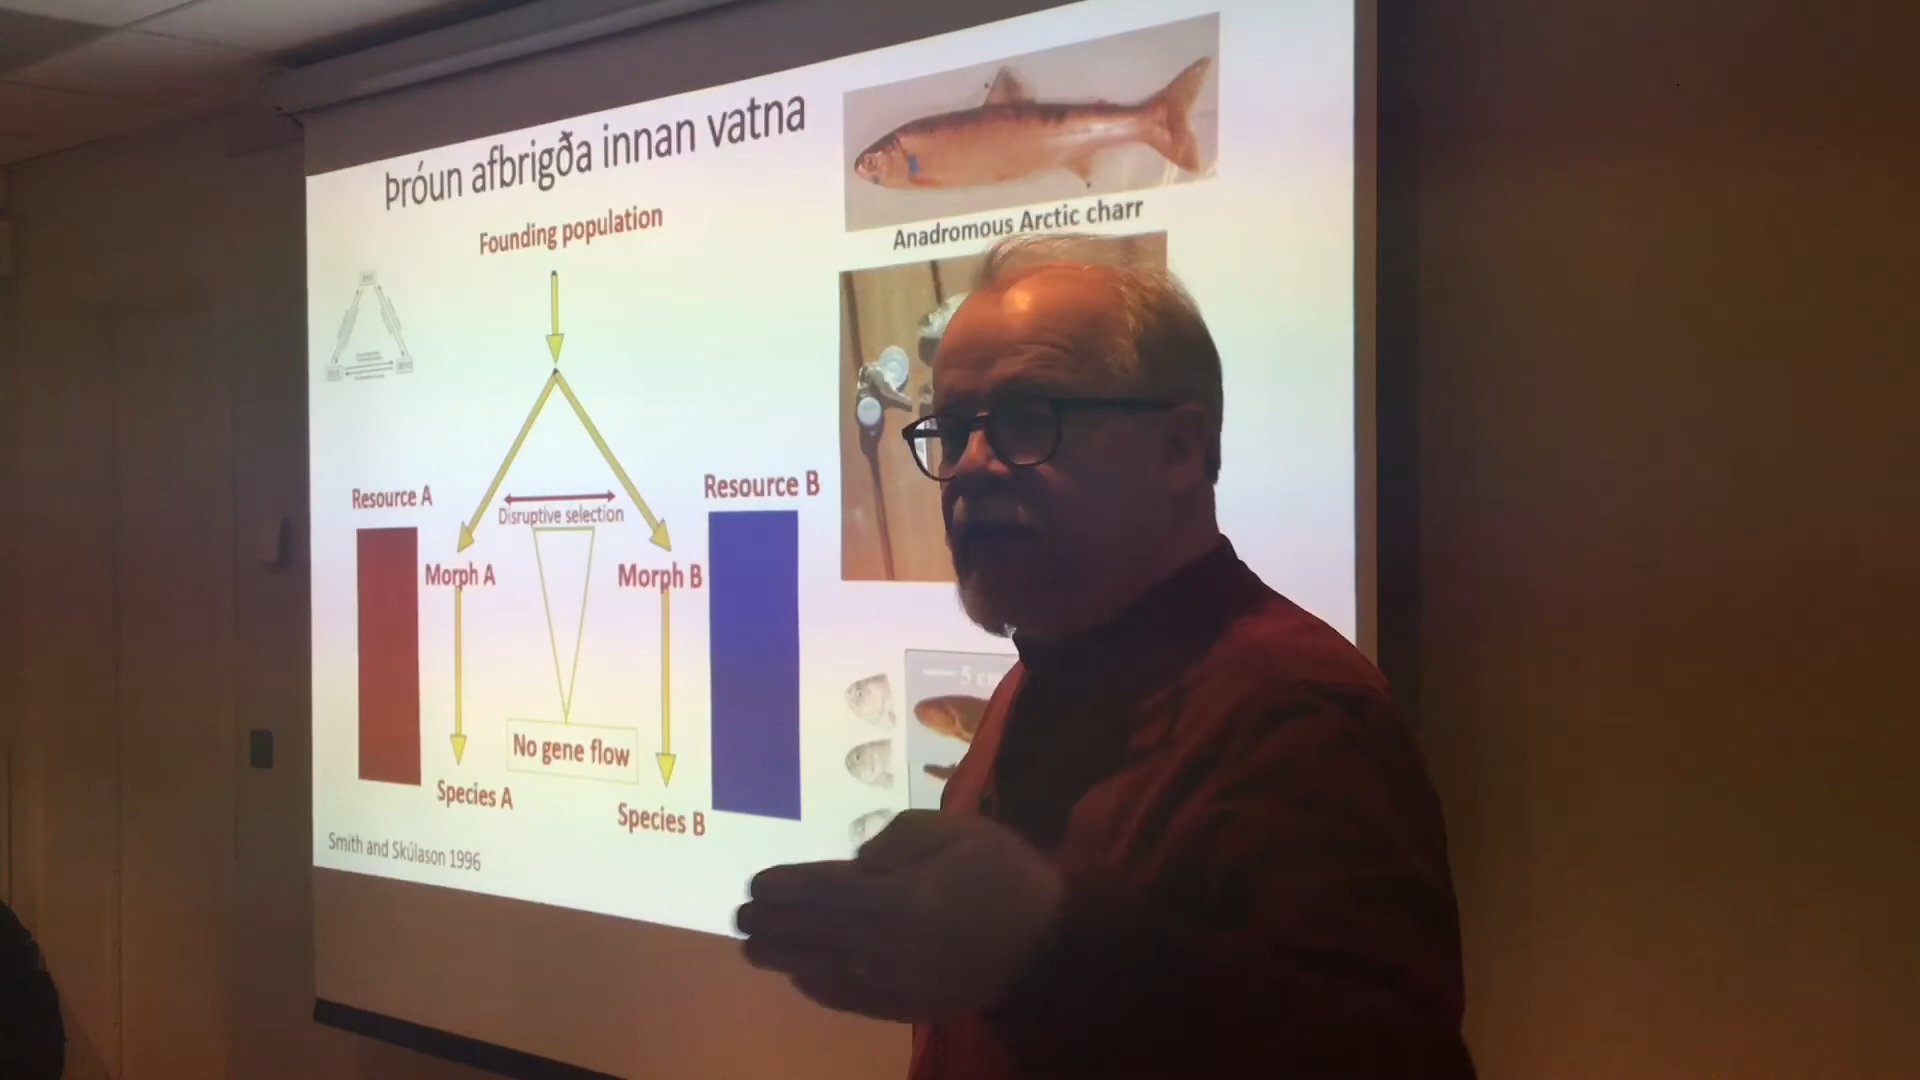 Þróun afbrigða innan vatna
Founding population
Anadromous Arctic charr
Resource A
Resource B
Disruptive selection
Morph A
Morph B
No gene flow
Species A
Species B
5
Smith and Skúlason 1996